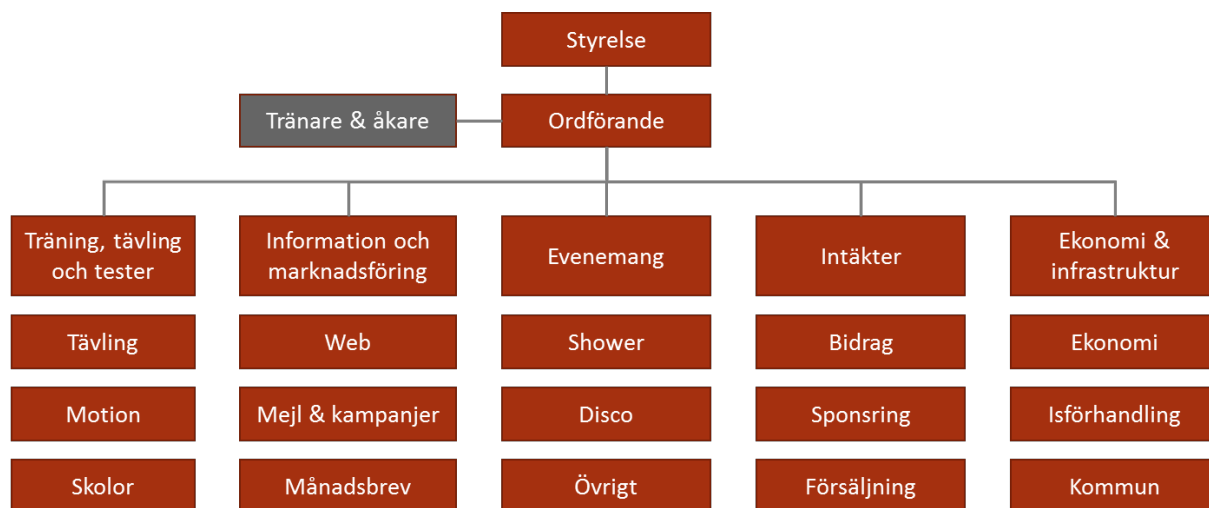 Styrelse
Tränare & åkare
Ordförande
Träning, tävling
och tester
Information och
marknadsföring
Evenemang
Intäkter
Ekonomi &
infrastruktur
Tävling
Web
Shower
Bidrag
Ekonomi
Motion
Mejl & kampanjer
Disco
Sponsring
Isförhandling
Skolor
Månadsbrev
Övrigt
Försäljning
Kommun